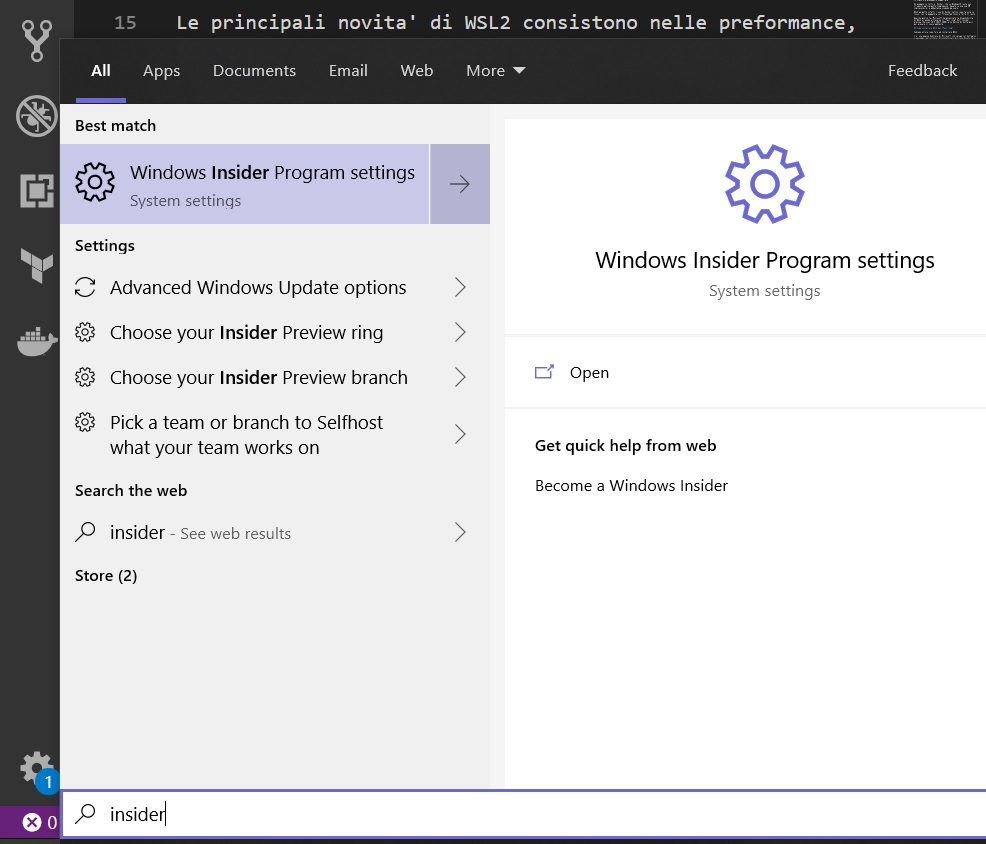 15 Le principali novita' di WSL2 consistono nelle preformance,
All Apps Documents Email Web More Feedback
Best match
Windows Insider Program settings
System settings
Settings
Advanced Windows Update options
Choose your Insider Preview ring
Choose your Insider Preview branch
Pick a team or branch to Selfhost
what your team works on
Search the web
insider - See web results
Store (2)
Windows Insider Program settings
System settings
Open
Get quick help from web
Become a Windows Insider
1
0
insider